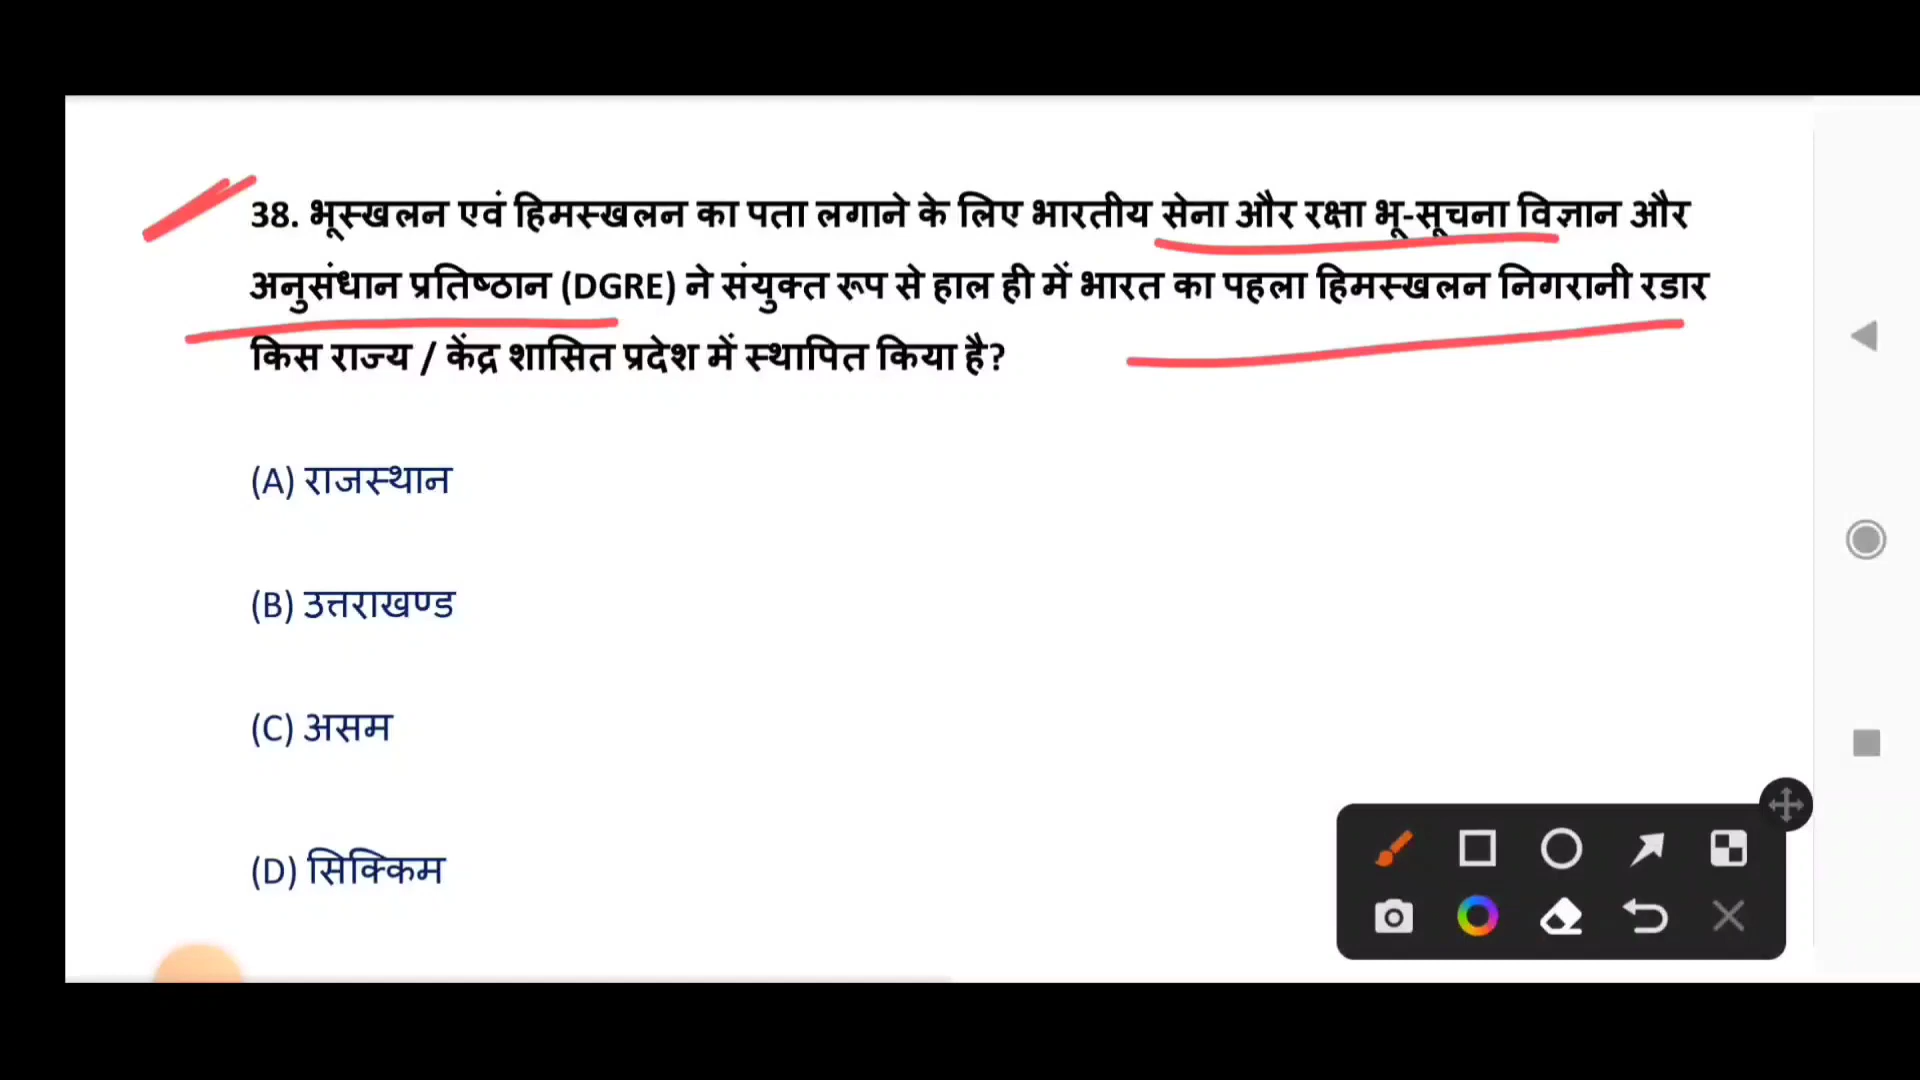 38. भूस्खलन एवं हिमस्खलन का पता लगाने के लिए भारतीय सेना और रक्षा भू-सूचना विज्ञान और
अनुसंधान प्रतिष्ठान (DGRE) ने संयुक्त रूप से हाल ही में भारत का पहला हिमस्खलन निगरानी रडार
किस राज्य / केंद्र शासित प्रदेश में स्थापित किया है?
(A) राजस्थान
(B) उत्तराखण्ड
(C) असम
(D) सिक्किम